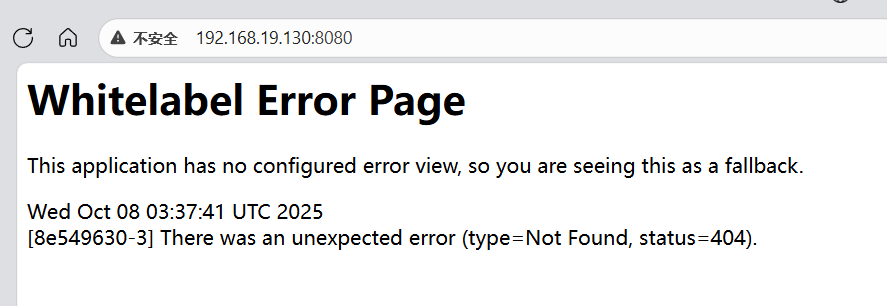 不安全 192.168.19.130:8080
Whitelabel Error Page
This application has no configured error view, so you are seeing this as a fallback.
Wed Oct 08 03:37:41 UTC 2025
[8e549630-3] There was an unexpected error (type=Not Found, status=404).